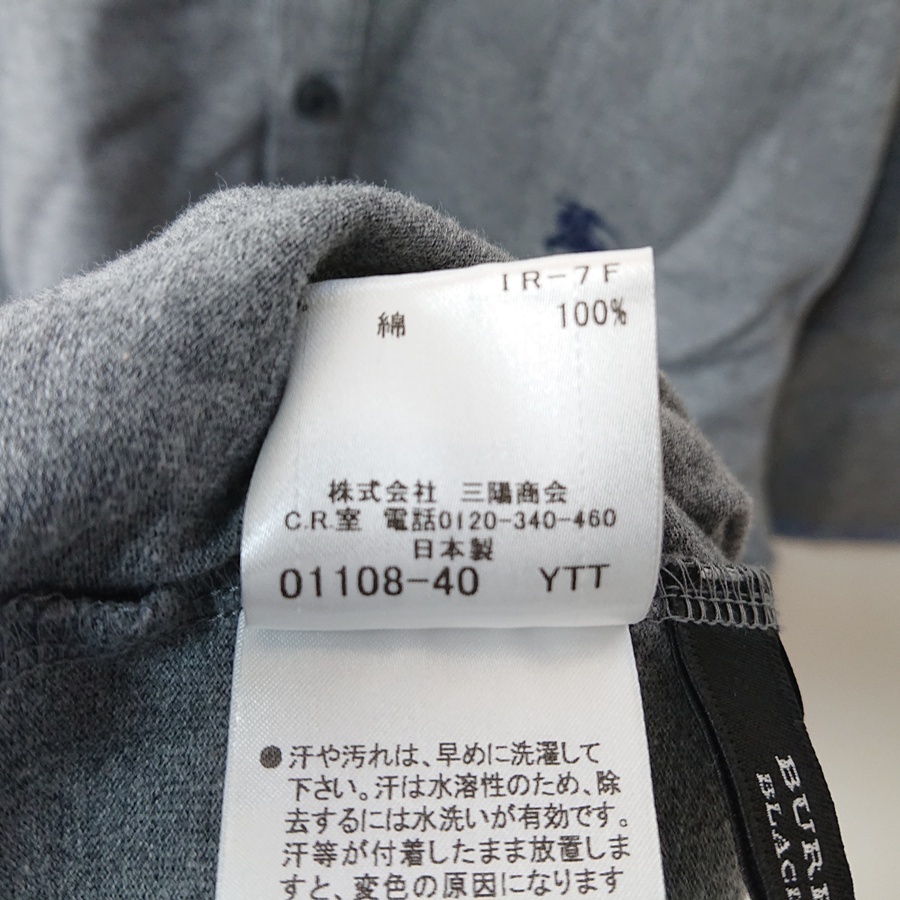 IR-7F
綿 100%
株式会社 三陽商会
C.R.室 電話0120-340-460
日本製
01108-40 YTT
●汗や汚れは、早めに洗濯して
下さい。汗は水溶性のため、除
去するには水洗いが有効です。
汗等が付着したまま放置しま
すと、変色の原因になります